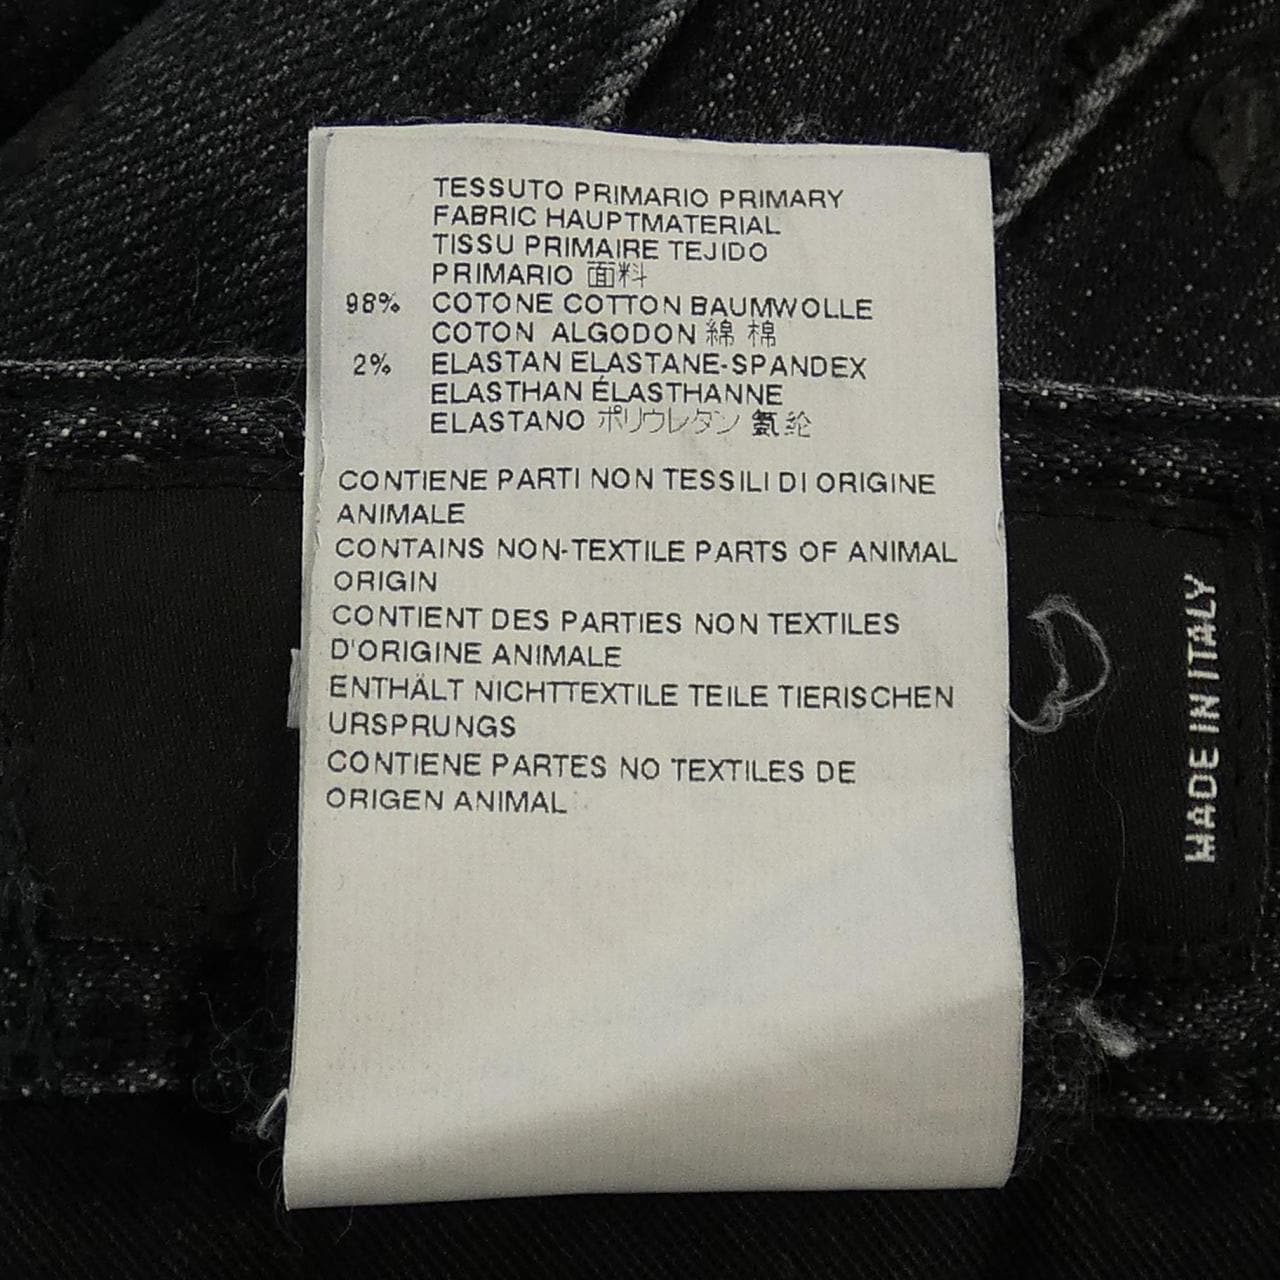 TESSUTO PRIMARIO PRIMARY
FABRIC HAUPTMATERIAL
TISSU PRIMAIRE TEJIDO
PRIMARIO 面料
98% COTONE COTTON BAUMWOLLE
COTON ALGODON 綿 棉
2% ELASTAN ELASTANE-SPANDEX
ELASTHAN ÉLASTHANNE
ELASTANO ポリウレタン 氨纶
CONTIENE PARTI NON TESSILI DI ORIGINE
ANIMALE
CONTAINS NON-TEXTILE PARTS OF ANIMAL
ORIGIN
CONTIENT DES PARTIES NON TEXTILES
D'ORIGINE ANIMALE
ENTHÄLT NICHTTEXTILE TEILE TIERISCHEN
URSPRUNGS
CONTIENE PARTES NO TEXTILES DE
ORIGEN ANIMAL
MADE IN ITALY